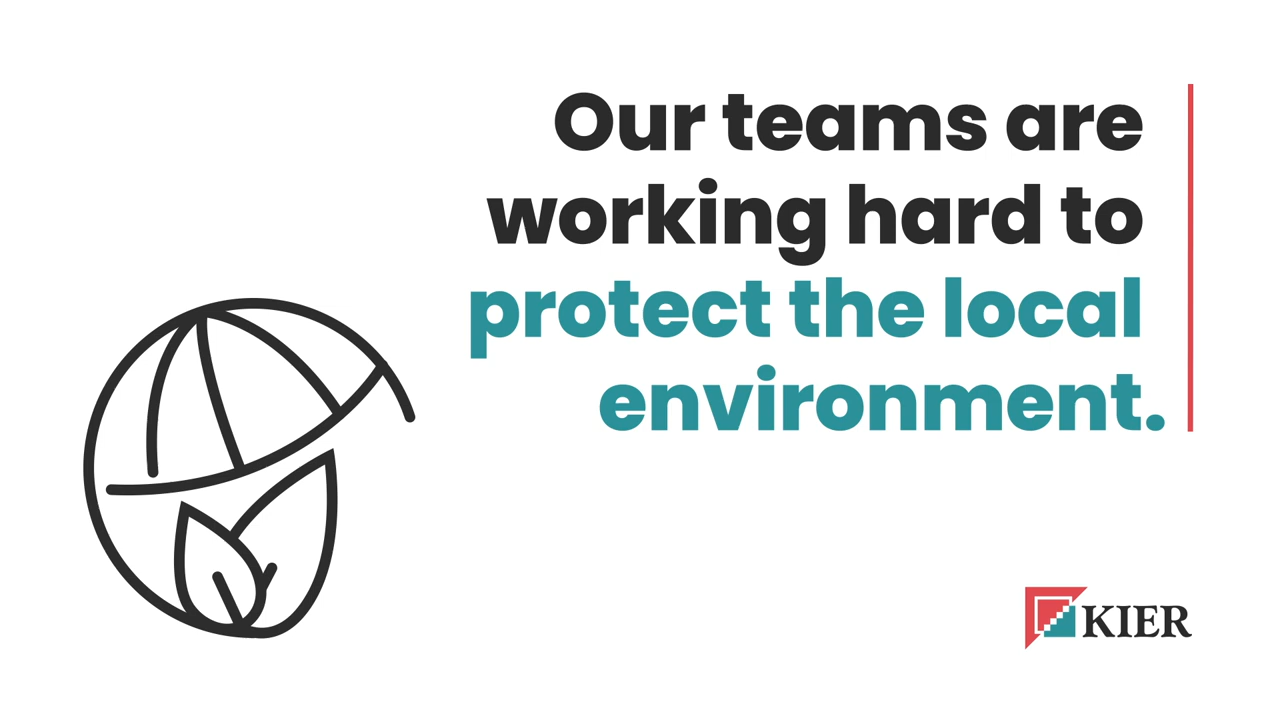 Our teams are
working hard to
protect the local
environment.
KIER